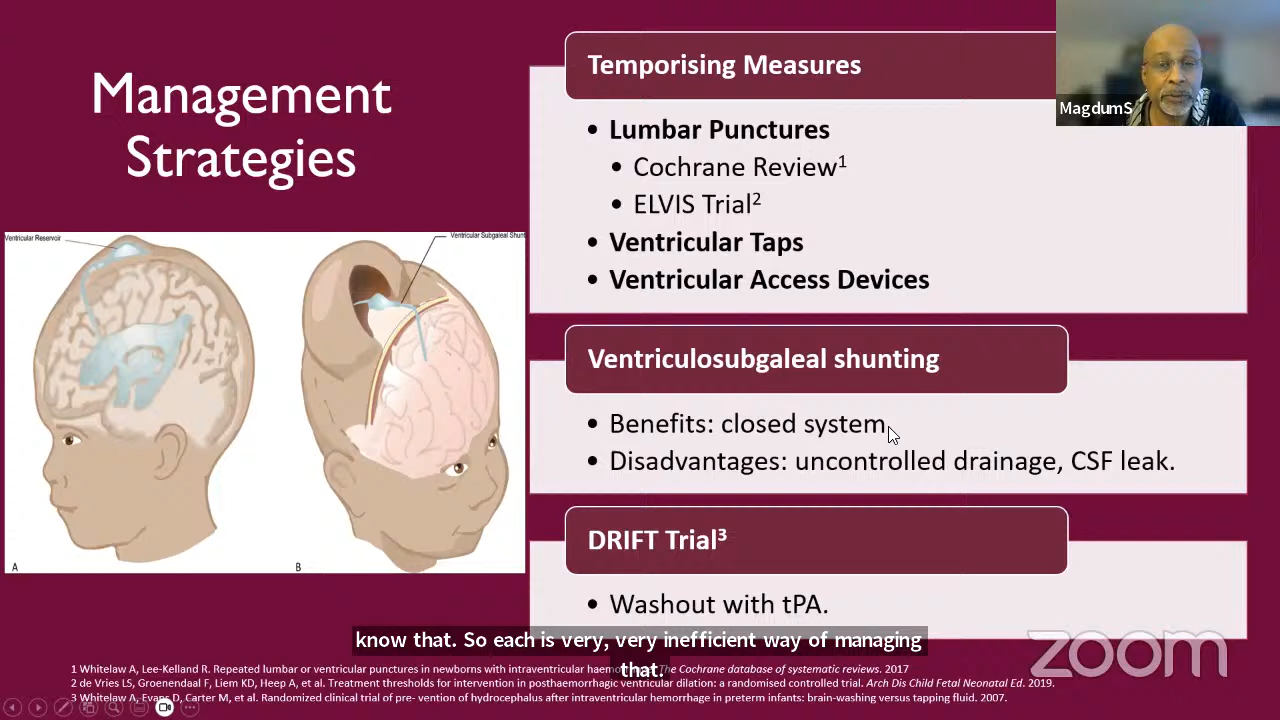 Management
Strategies
Temporising Measures
• Lumbar Punctures
• Cochrane Review1
• ELVIS Trial2
• Ventricular Taps
• Ventricular Access Devices
Ventriculosubgaleal shunting
• Benefits: closed system
• Disadvantages: uncontrolled drainage, CSF leak.
DRIFT Trial3
• Washout with tPA.
Ventricular Reservoir
Ventricular Subgaleal Shunt
A
B
MagdumS
know that. So each is very, very inefficient way of managing
that.
1 Whitelaw A, Lee-Kelland R. Repeated lumbar or ventricular punctures in newborns with intraventricular The Cochrane database of systematic reviews. 2017
2 de Vries LS, Groenendaal F, Liem KD, Heep A, et al. Treatment thresholds for intervention in posthaemorrhagic ventricular dilation: a randomised controlled trial. Arch Dis Child Fetal Neonatal Ed. 2019.
3 Whitelaw A, Evans D, Carter M, et al. Randomized clinical trial of pre- vention of hydrocephalus after intraventricular hemorrhage in preterm infants: brain-washing versus tapping fluid. 2007.
zoom